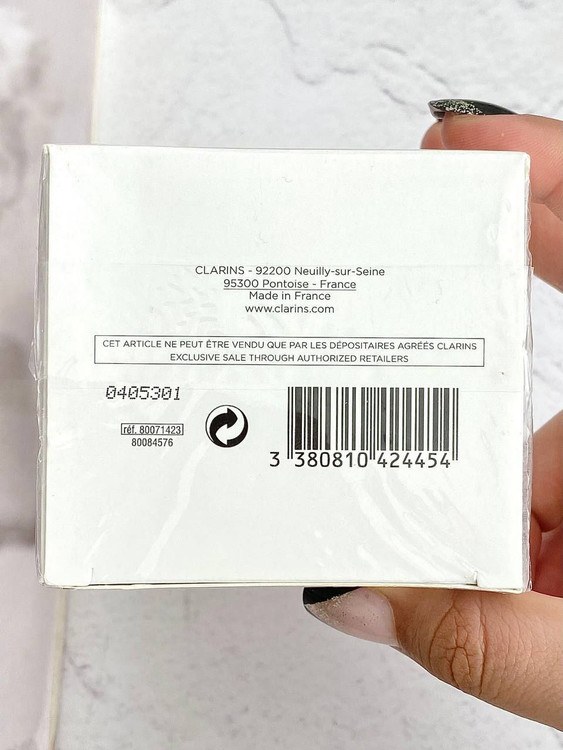 CLARINS - 92200 Neuilly-sur-Seine
95300 Pontoise - France
Made in France
www.clarins.com
CET ARTICLE NE PEUT ÊTRE VENDU QUE PAR LES DÉPOSITAIRES AGRÉÉS CLARINS
EXCLUSIVE SALE THROUGH AUTHORIZED RETAILERS
0405301
réf. 80071423
80084576
3 380810 424454